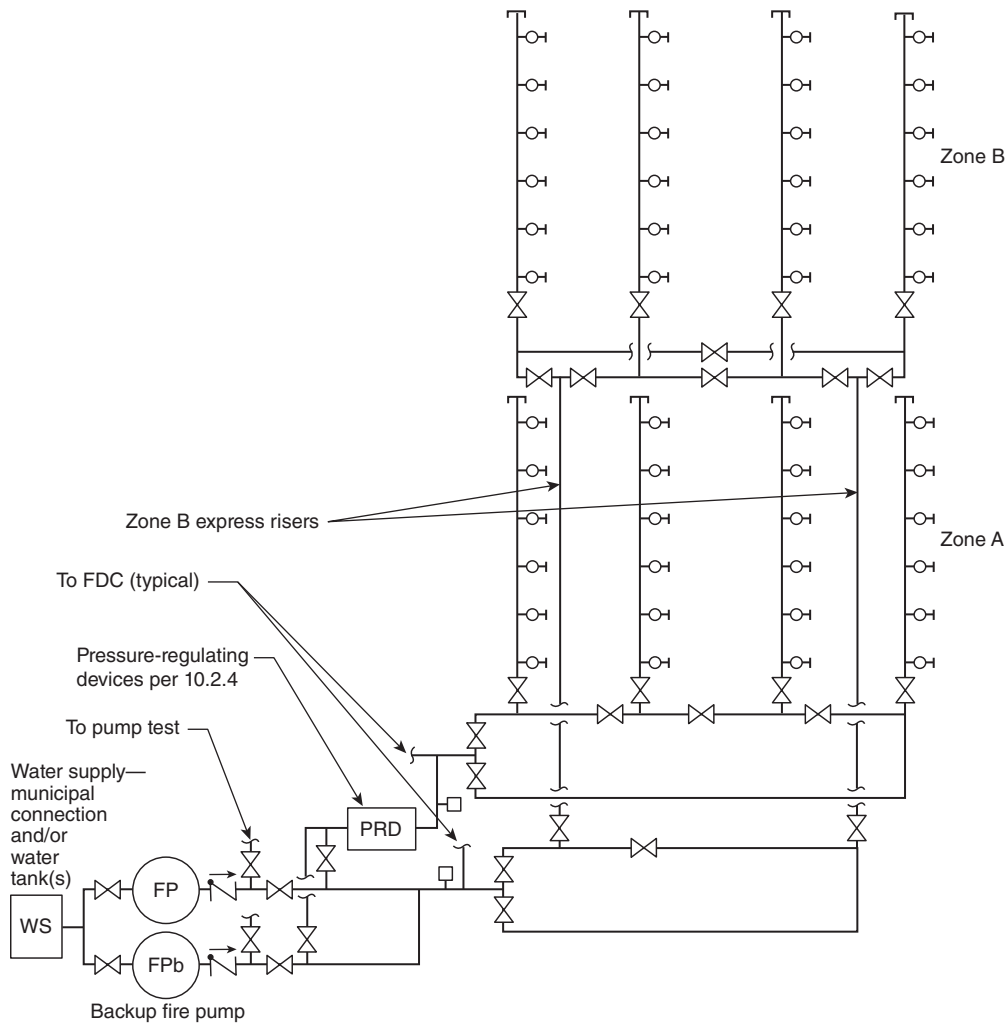 Zone B
Zone B express risers
Zone A
To FDC (typical)
Pressure-regulating
devices per 10.2.4
To pump test
Water supply—
municipal
connection
and/or
water
tank(s)
PRD
FP
WS
FPb
Backup fire pump